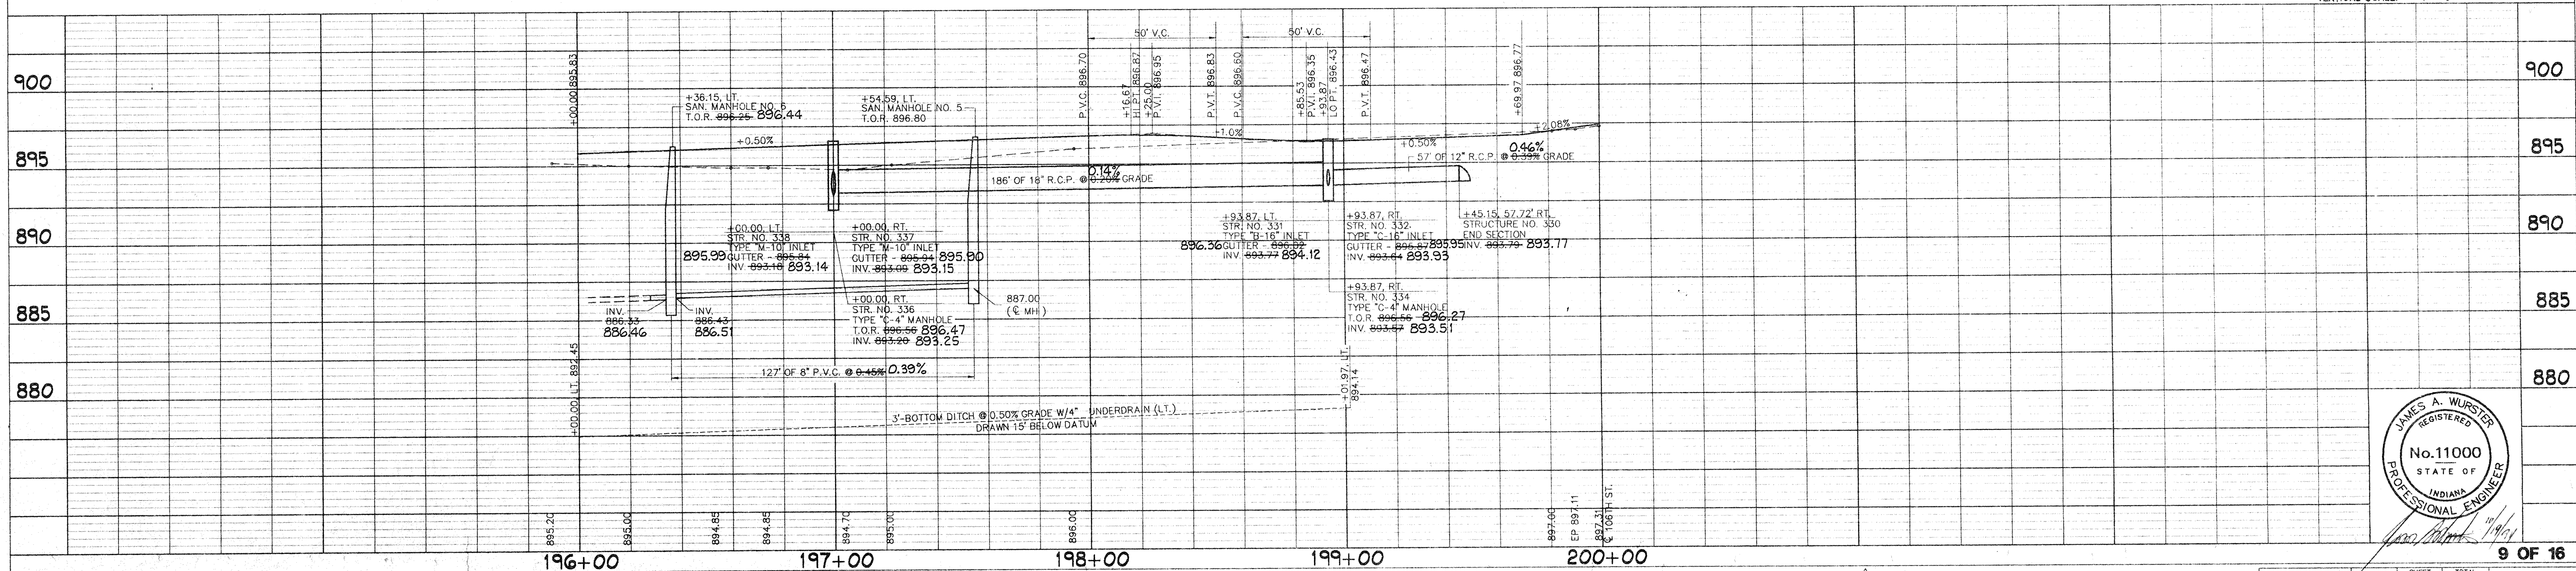 50' V.C.
50' V.C.
+00.00 895.83
P.V.C. 896.70
+16.67
HI PT. 896.87
+25.00
P.V.I. 896.95
P.V.T. 896.83
P.V.C. 896.60
+85.53
P.V.I. 896.35
+93.87
LO PT. 896.43
P.V.T. 896.47
+69.97 896.77
900
900
+36.15, LT.
SAN. MANHOLE NO. 6
T.O.R. 896.25 896.44
+54.59, LT.
SAN. MANHOLE NO. 5
T.O.R. 896.80
+0.50%
-1.0%
+0.50%
+2.08%
895
895
0.46%
57' OF 12" R.C.P. @ 0.39% GRADE
0.14%
186' OF 18" R.C.P. @ 0.20% GRADE
890
890
+00.00, LT.
STR. NO. 338
TYPE "M-10" INLET
895.99 GUTTER - 895.84
INV. 893.18 893.14
+00.00, RT.
STR. NO. 337
TYPE "M-10" INLET
GUTTER - 895.94 895.90
INV. 893.09 893.15
+93.87, LT.
STR. NO. 331
TYPE "B-16" INLET
896.36 GUTTER - 896.02
INV. 893.77 894.12
+93.87, RT.
STR. NO. 332
TYPE "C-16" INLET
GUTTER - 896.87 895.95
INV. 893.64 893.93
+45.15, 57.72' RT.
STRUCTURE NO. 330
END SECTION
INV. 893.79 893.77
885
885
INV.
886.33
886.46
INV.
886.43
886.51
+00.00, RT.
STR. NO. 336
TYPE "C-4" MANHOLE
T.O.R. 896.56 896.47
INV. 893.20 893.25
887.00
(℄ MH)
+93.87, RT.
STR. NO. 334
TYPE "C-4" MANHOLE
T.O.R. 896.56 896.27
INV. 893.57 893.51
880
880
127' OF 8" P.V.C. @ 0.45% 0.39%
+00.00, LT. 892.45
+01.97, LT.
894.14
3'-BOTTOM DITCH @ 0.50% GRADE W/4" UNDERDRAIN (LT.)
DRAWN 15' BELOW DATUM
JAMES A. WURSTER
REGISTERED
No.11000
STATE OF
INDIANA
PROFESSIONAL ENGINEER
895.20
895.00
894.85
894.85
894.70
895.00
896.00
897.00
EP 897.11
897.31
℄ 106TH ST.
196+00
197+00
198+00
199+00
200+00
9 OF 16